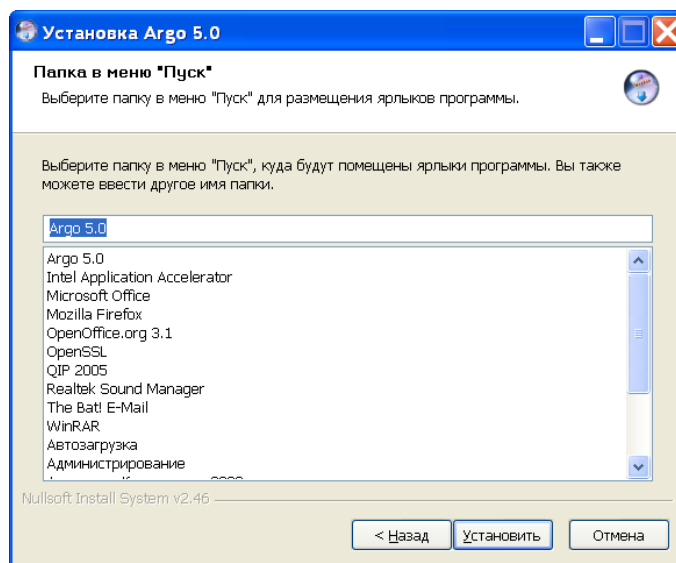 Установка Argo 5.0
Папка в меню "Пуск"
Выберите папку в меню "Пуск" для размещения ярлыков программы.
Выберите папку в меню "Пуск", куда будут помещены ярлыки программы. Вы также
можете ввести другое имя папки.
Argo 5.0
Argo 5.0
Intel Application Accelerator
Microsoft Office
Mozilla Firefox
OpenOffice.org 3.1
OpenSSL
QIP 2005
Realtek Sound Manager
The Bat! E-Mail
WinRAR
Автозагрузка
Администрирование
Nullsoft Install System v2.46
< Назад
Установить
Отмена